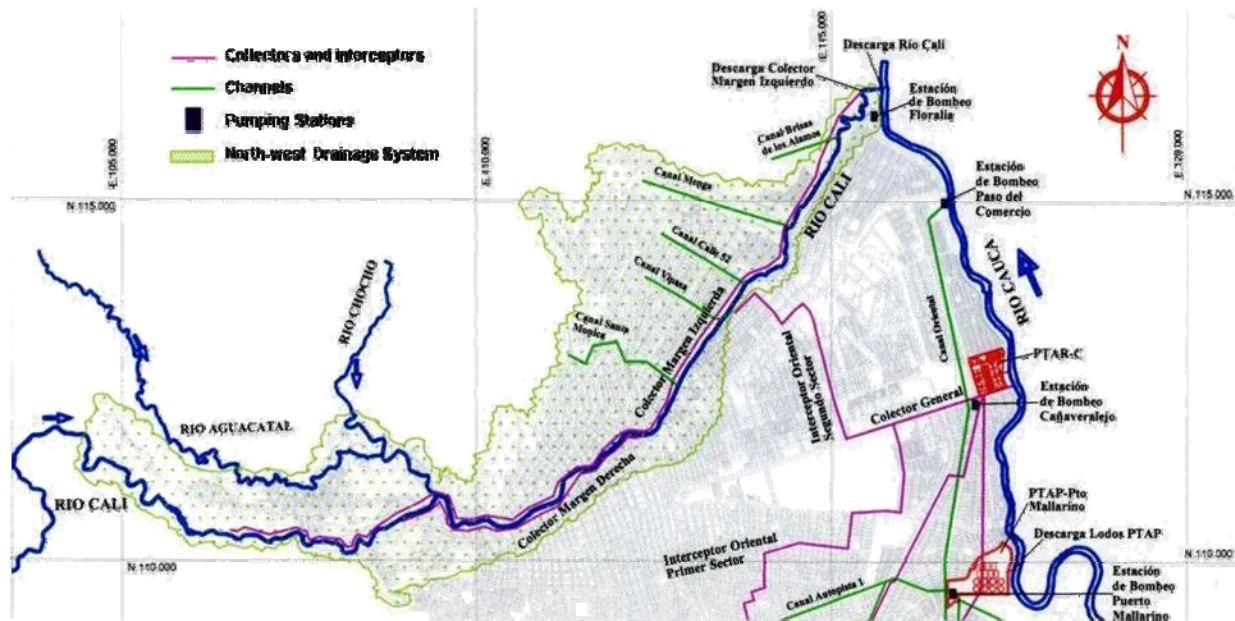 Collectors and interceptors
Channels
Pumping Stations
North-west Drainage System
E.105.000
E.110.000
E.115.000
E.120.000
N
N.115.000
N.115.000
N.110.000
N.110.000
Descarga Río Cali
Descarga Colector
Margen Izquierdo
Estación
de Bombeo
Floralia
Canal Brisas
de los Alamos
Estación
de Bombeo
Paso del
Comercio
Canal Menga
RIO CALI
Canal Calle 52
Canal Vipasa
Canal Santa
Monica
RIO CHOCHO
RIO CAUCA
Canal Oriental
Colector Margen Izquierda
Interceptor Oriental
Segundo Sector
PTAR-C
Colector General
Estación
de Bombeo
Cañaveralejo
RIO AGUACATAL
RIO CALI
Colector Margen Derecha
PTAP-Pto
Mallarino
Descarga Lodos PTAP
Interceptor Oriental
Primer Sector
Canal Autopista 1
Estación
de Bombeo
Puerto
Mallarino